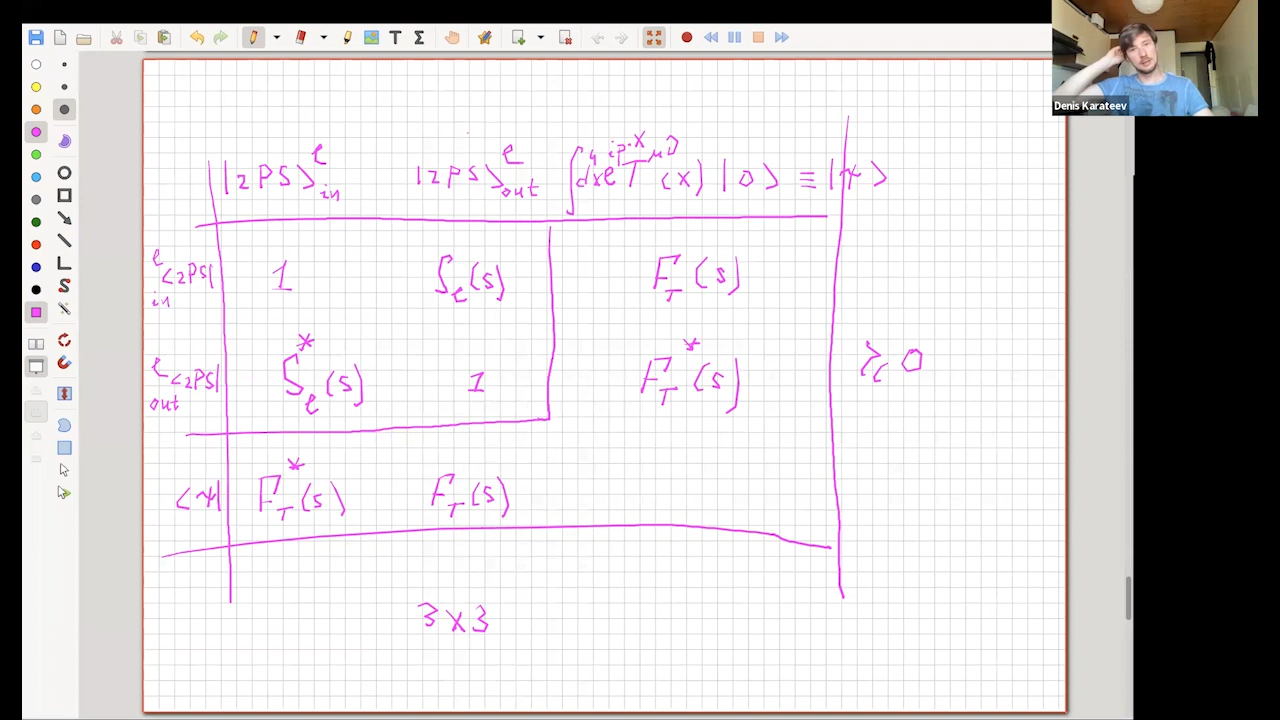 Denis Karateev
|2PS⟩^ℓ_in |2PS⟩^ℓ_out ∫d⁴x e^{ip·x} T^{μν}(x)|0⟩ ≡ |ψ⟩
^ℓ_in⟨2PS| 1 S_ℓ(s) F_T(s)
^ℓ_out⟨2PS| S*_ℓ(s) 1 F*_T(s) ≥ 0
⟨ψ| F*_T(s) F_T(s)
3×3